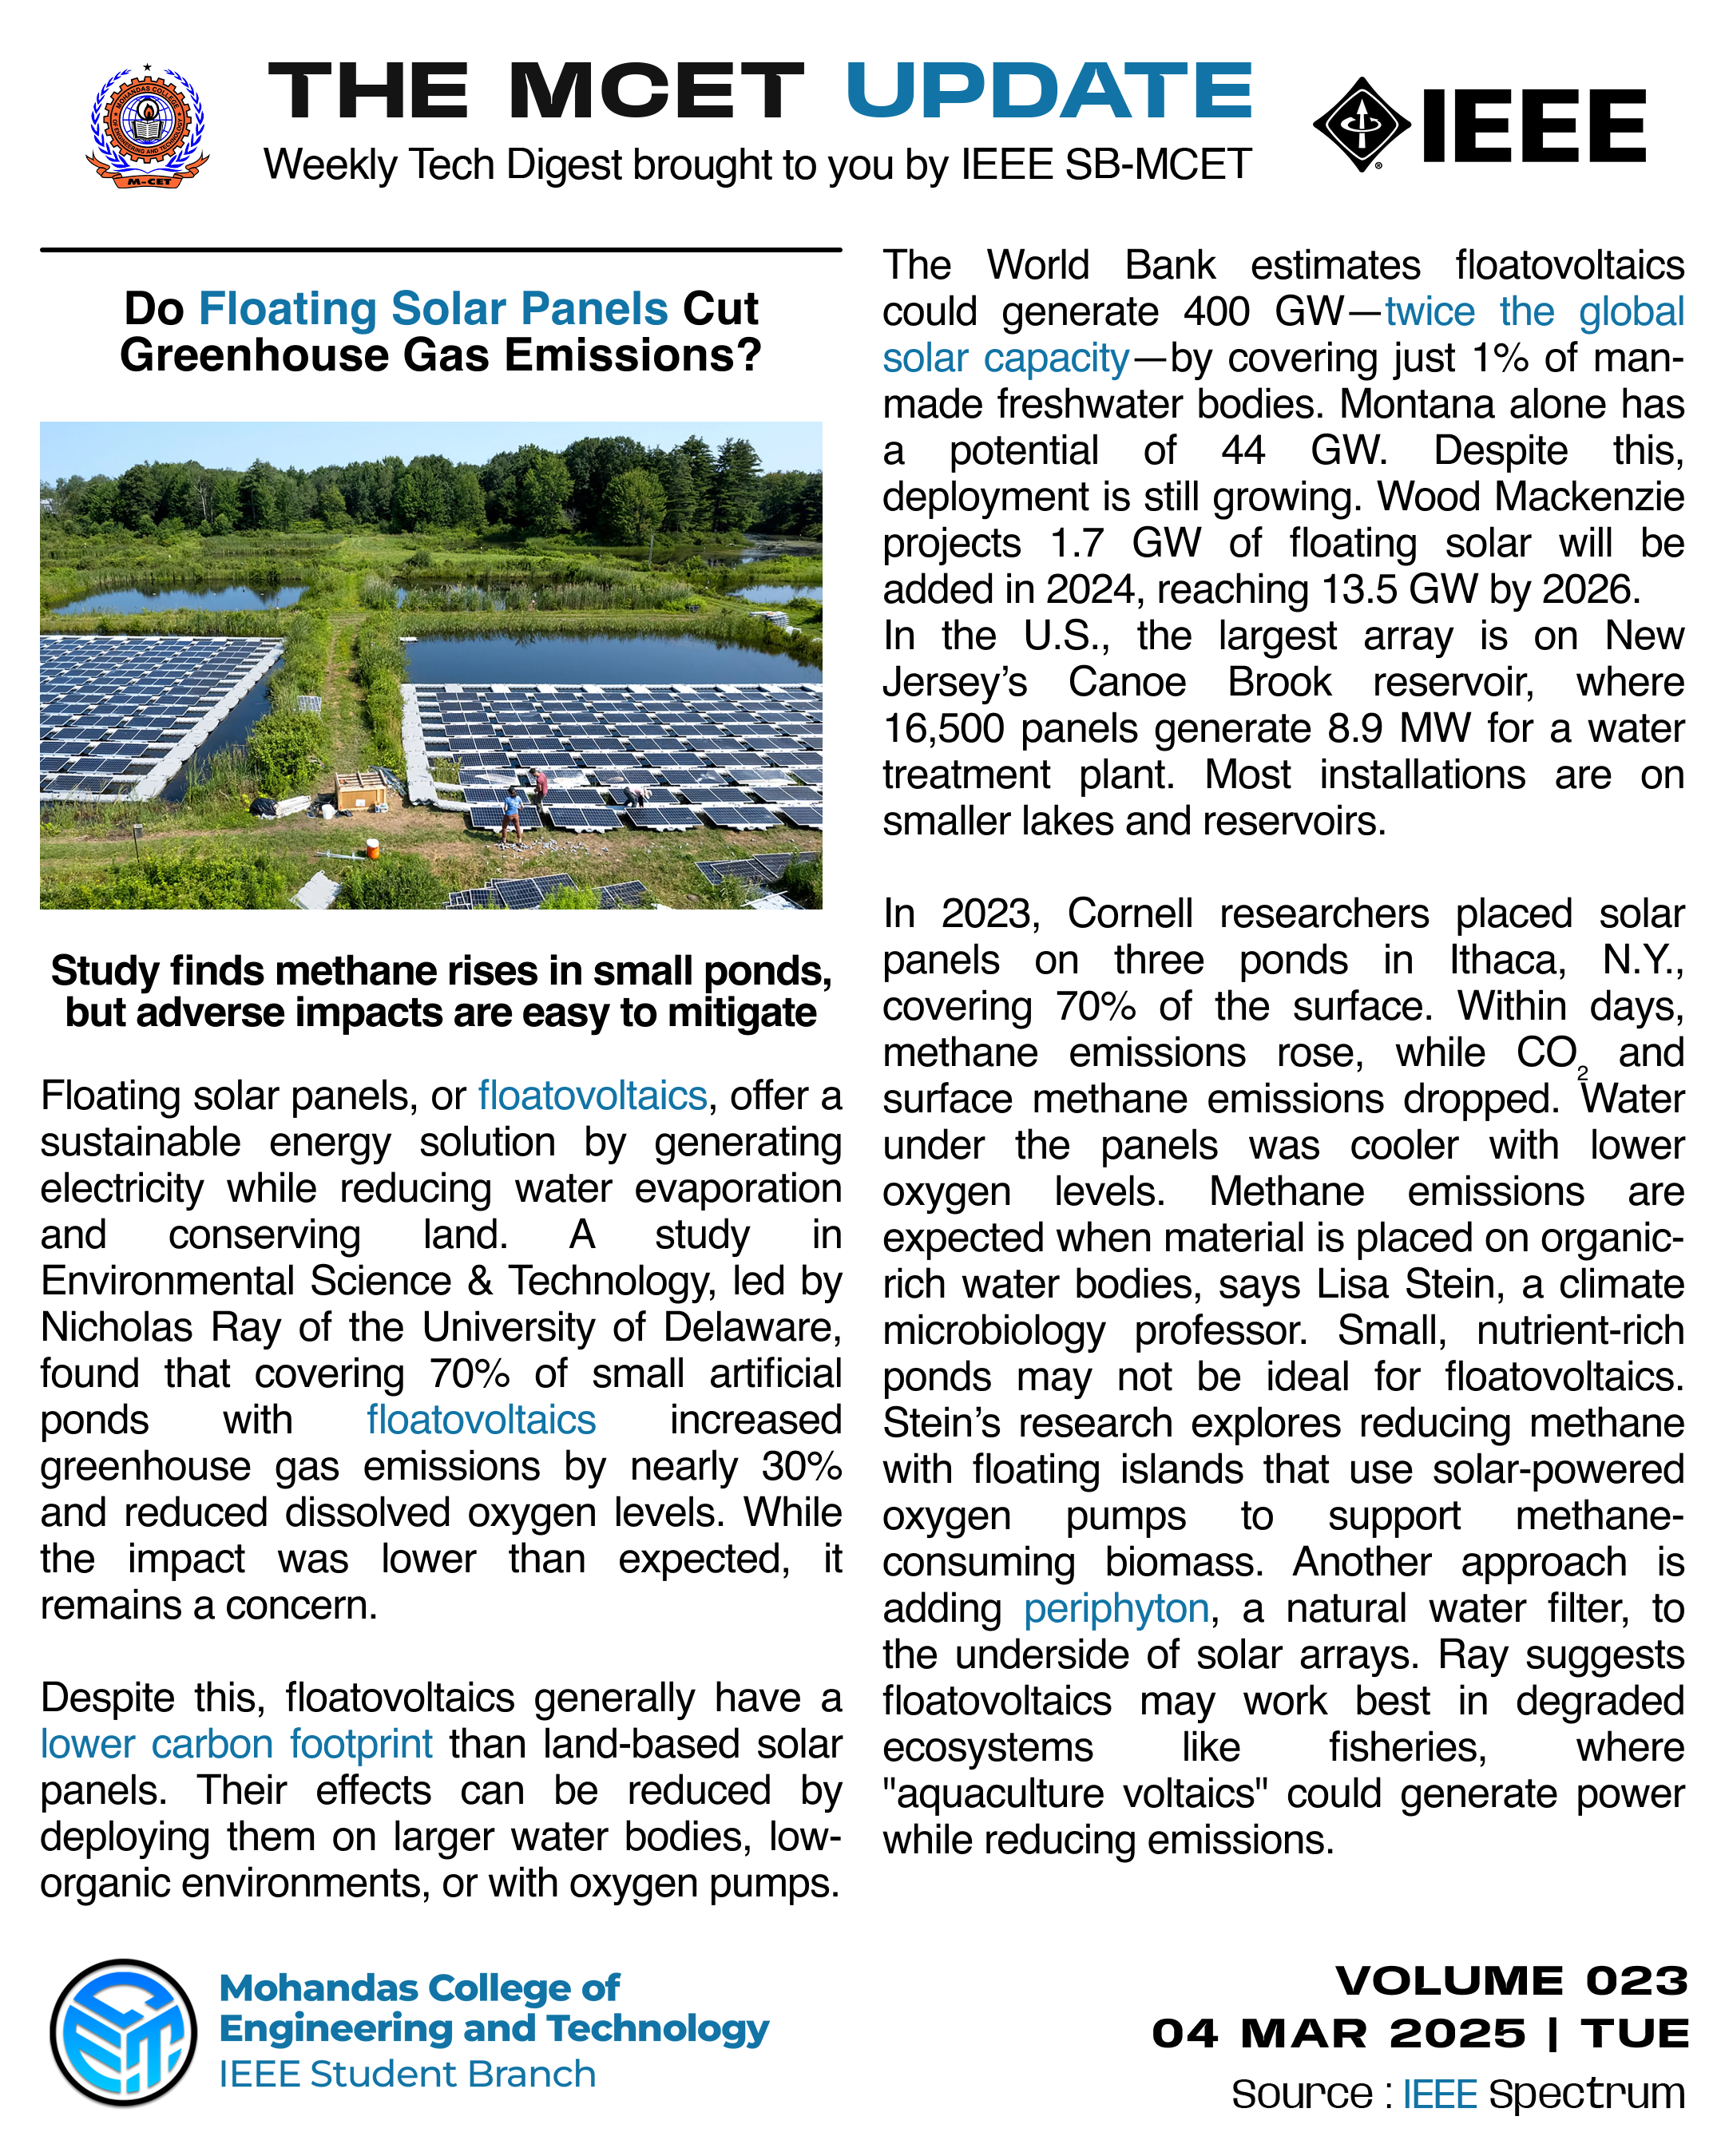 THE MCET UPDATE
Weekly Tech Digest brought to you by IEEE SB-MCET
MOHANDAS COLLEGE
OF ENGINEERING AND TECHNOLOGY
M-CET
IEEE
Do Floating Solar Panels Cut
Greenhouse Gas Emissions?
Study finds methane rises in small ponds,
but adverse impacts are easy to mitigate
Floating solar panels, or floatovoltaics, offer a
sustainable energy solution by generating
electricity while reducing water evaporation
and conserving land. A study in
Environmental Science & Technology, led by
Nicholas Ray of the University of Delaware,
found that covering 70% of small artificial
ponds with floatovoltaics increased
greenhouse gas emissions by nearly 30%
and reduced dissolved oxygen levels. While
the impact was lower than expected, it
remains a concern.
Despite this, floatovoltaics generally have a
lower carbon footprint than land-based solar
panels. Their effects can be reduced by
deploying them on larger water bodies, low-
organic environments, or with oxygen pumps.
The World Bank estimates floatovoltaics
could generate 400 GW—twice the global
solar capacity—by covering just 1% of man-
made freshwater bodies. Montana alone has
a potential of 44 GW. Despite this,
deployment is still growing. Wood Mackenzie
projects 1.7 GW of floating solar will be
added in 2024, reaching 13.5 GW by 2026.
In the U.S., the largest array is on New
Jersey’s Canoe Brook reservoir, where
16,500 panels generate 8.9 MW for a water
treatment plant. Most installations are on
smaller lakes and reservoirs.
In 2023, Cornell researchers placed solar
panels on three ponds in Ithaca, N.Y.,
covering 70% of the surface. Within days,
methane emissions rose, while CO₂ and
surface methane emissions dropped. Water
under the panels was cooler with lower
oxygen levels. Methane emissions are
expected when material is placed on organic-
rich water bodies, says Lisa Stein, a climate
microbiology professor. Small, nutrient-rich
ponds may not be ideal for floatovoltaics.
Stein’s research explores reducing methane
with floating islands that use solar-powered
oxygen pumps to support methane-
consuming biomass. Another approach is
adding periphyton, a natural water filter, to
the underside of solar arrays. Ray suggests
floatovoltaics may work best in degraded
ecosystems like fisheries, where
"aquaculture voltaics" could generate power
while reducing emissions.
Mohandas College of
Engineering and Technology
IEEE Student Branch
VOLUME 023
04 MAR 2025 | TUE
Source : IEEE Spectrum